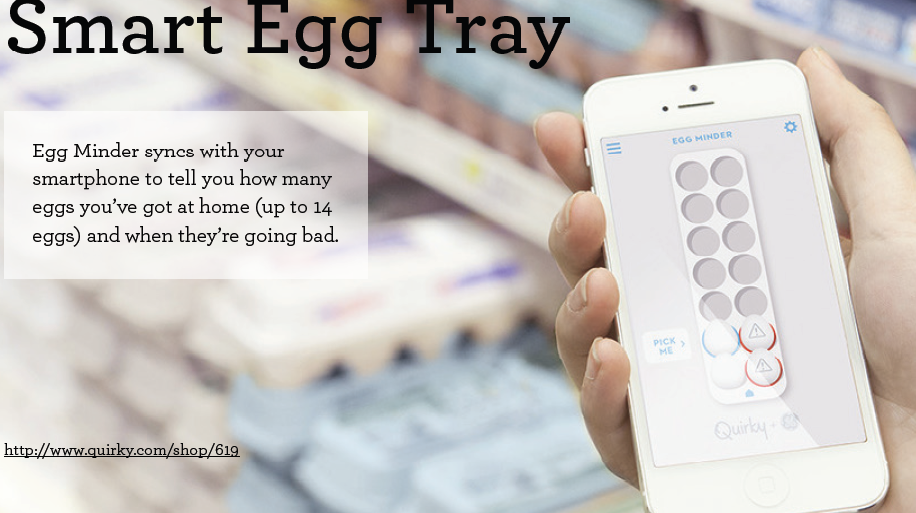 Smart Egg Tray
Egg Minder syncs with your
smartphone to tell you how many
eggs you've got at home (up to 14
eggs) and when they're going bad.
EGG MINDER
PICK
ME
Quirky +
http://www.quirky.com/shop/619